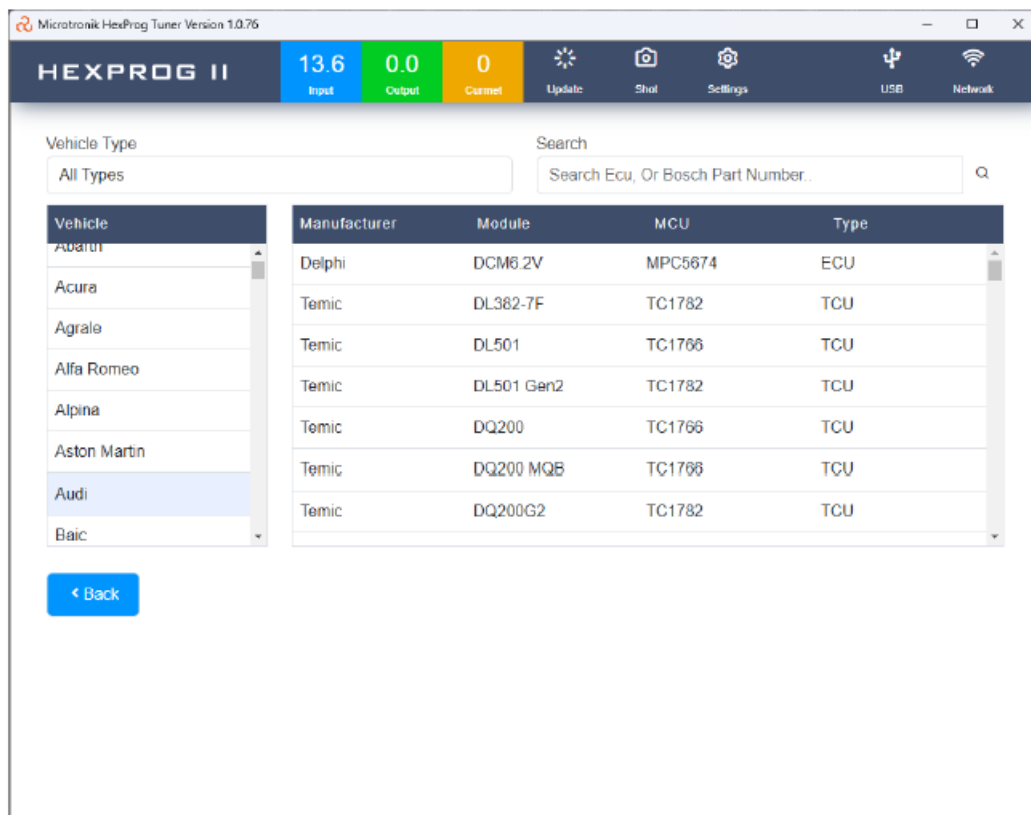 Microtronik HexProg Tuner Version 1.0.76
HEXPROG II
13.6 0.0 0
Input Output Currnet Update Shot Settings USB Network
Vehicle Type Search
All Types Search Ecu, Or Bosch Part Number..
Vehicle Manufacturer Module MCU Type
Abarth
Delphi DCM6.2V MPC5674 ECU
Acura
Temic DL382-7F TC1782 TCU
Agrale
Temic DL501 TC1766 TCU
Alfa Romeo
Temic DL501 Gen2 TC1782 TCU
Alpina
Temic DQ200 TC1766 TCU
Aston Martin
Temic DQ200 MQB TC1766 TCU
Audi
Temic DQ200G2 TC1782 TCU
Baic
Back